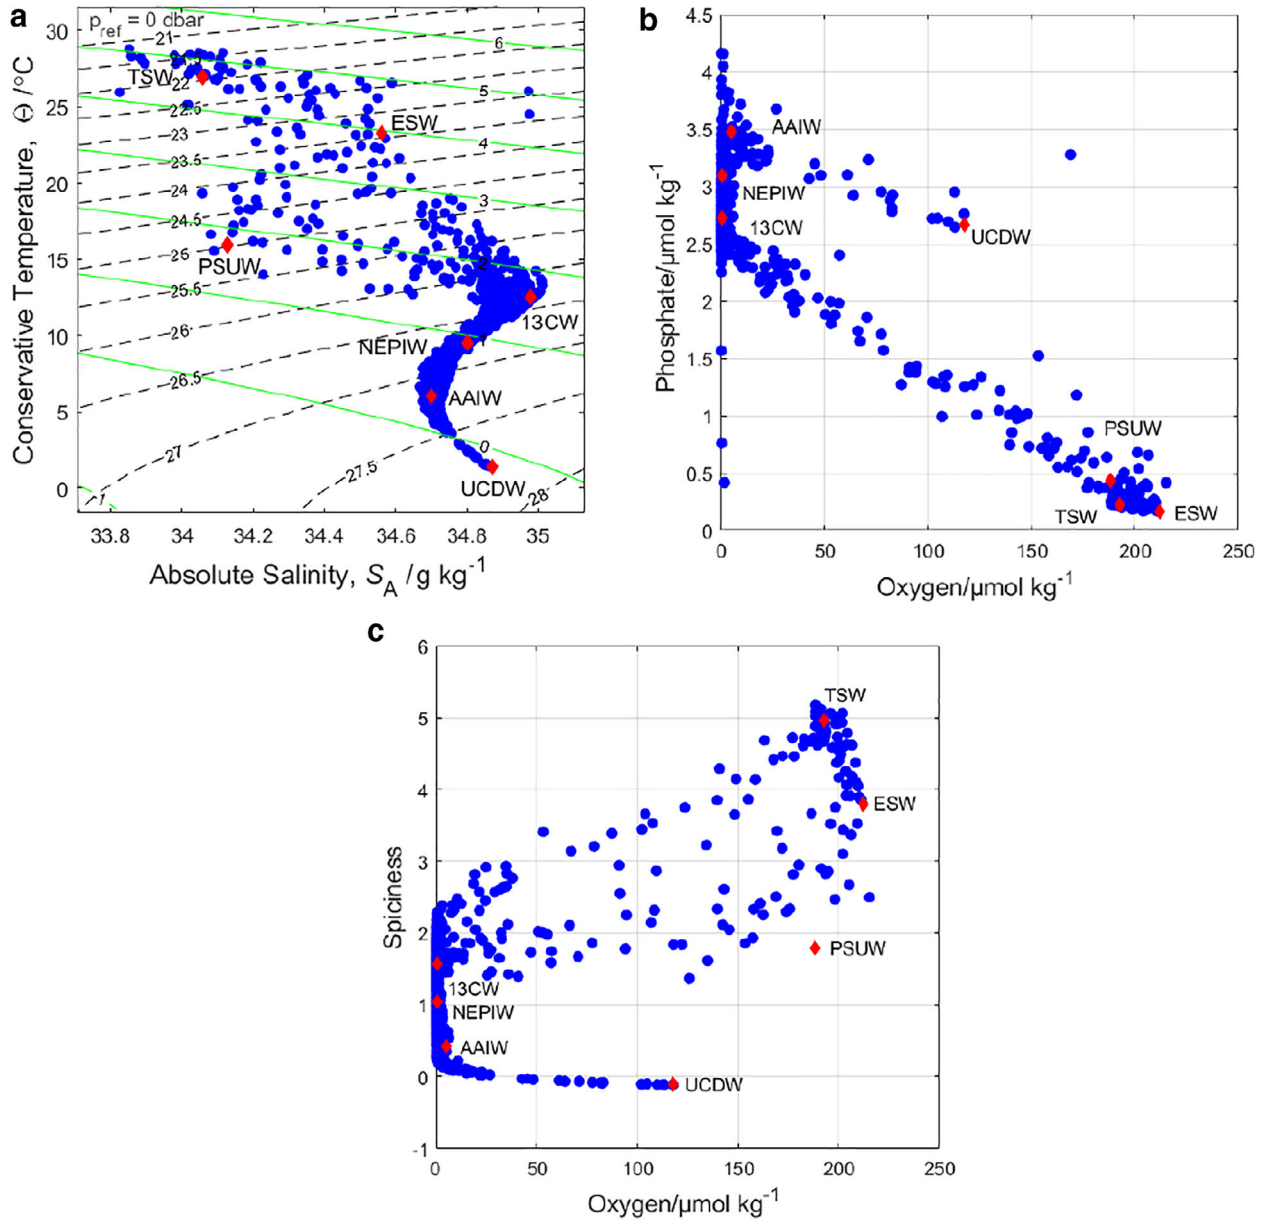 a
p_ref = 0 dbar
30
25
20
15
10
5
0
Conservative Temperature, Θ /°C
21
21.5
22
22.5
23
23.5
24
24.5
25
25.5
26
26.5
27
27.5
28
6
5
4
3
2
1
0
TSW
ESW
PSUW
13CW
NEPIW
AAIW
UCDW
33.8 34 34.2 34.4 34.6 34.8 35
Absolute Salinity, S_A /g kg⁻¹
b
4.5
4
3.5
3
2.5
2
1.5
1
0.5
0
Phosphate/µmol kg⁻¹
AAIW
NEPIW
13CW
UCDW
PSUW
TSW
ESW
0 50 100 150 200 250
Oxygen/µmol kg⁻¹
c
6
5
4
3
2
1
0
-1
Spiciness
TSW
ESW
PSUW
13CW
NEPIW
AAIW
UCDW
0 50 100 150 200 250
Oxygen/µmol kg⁻¹